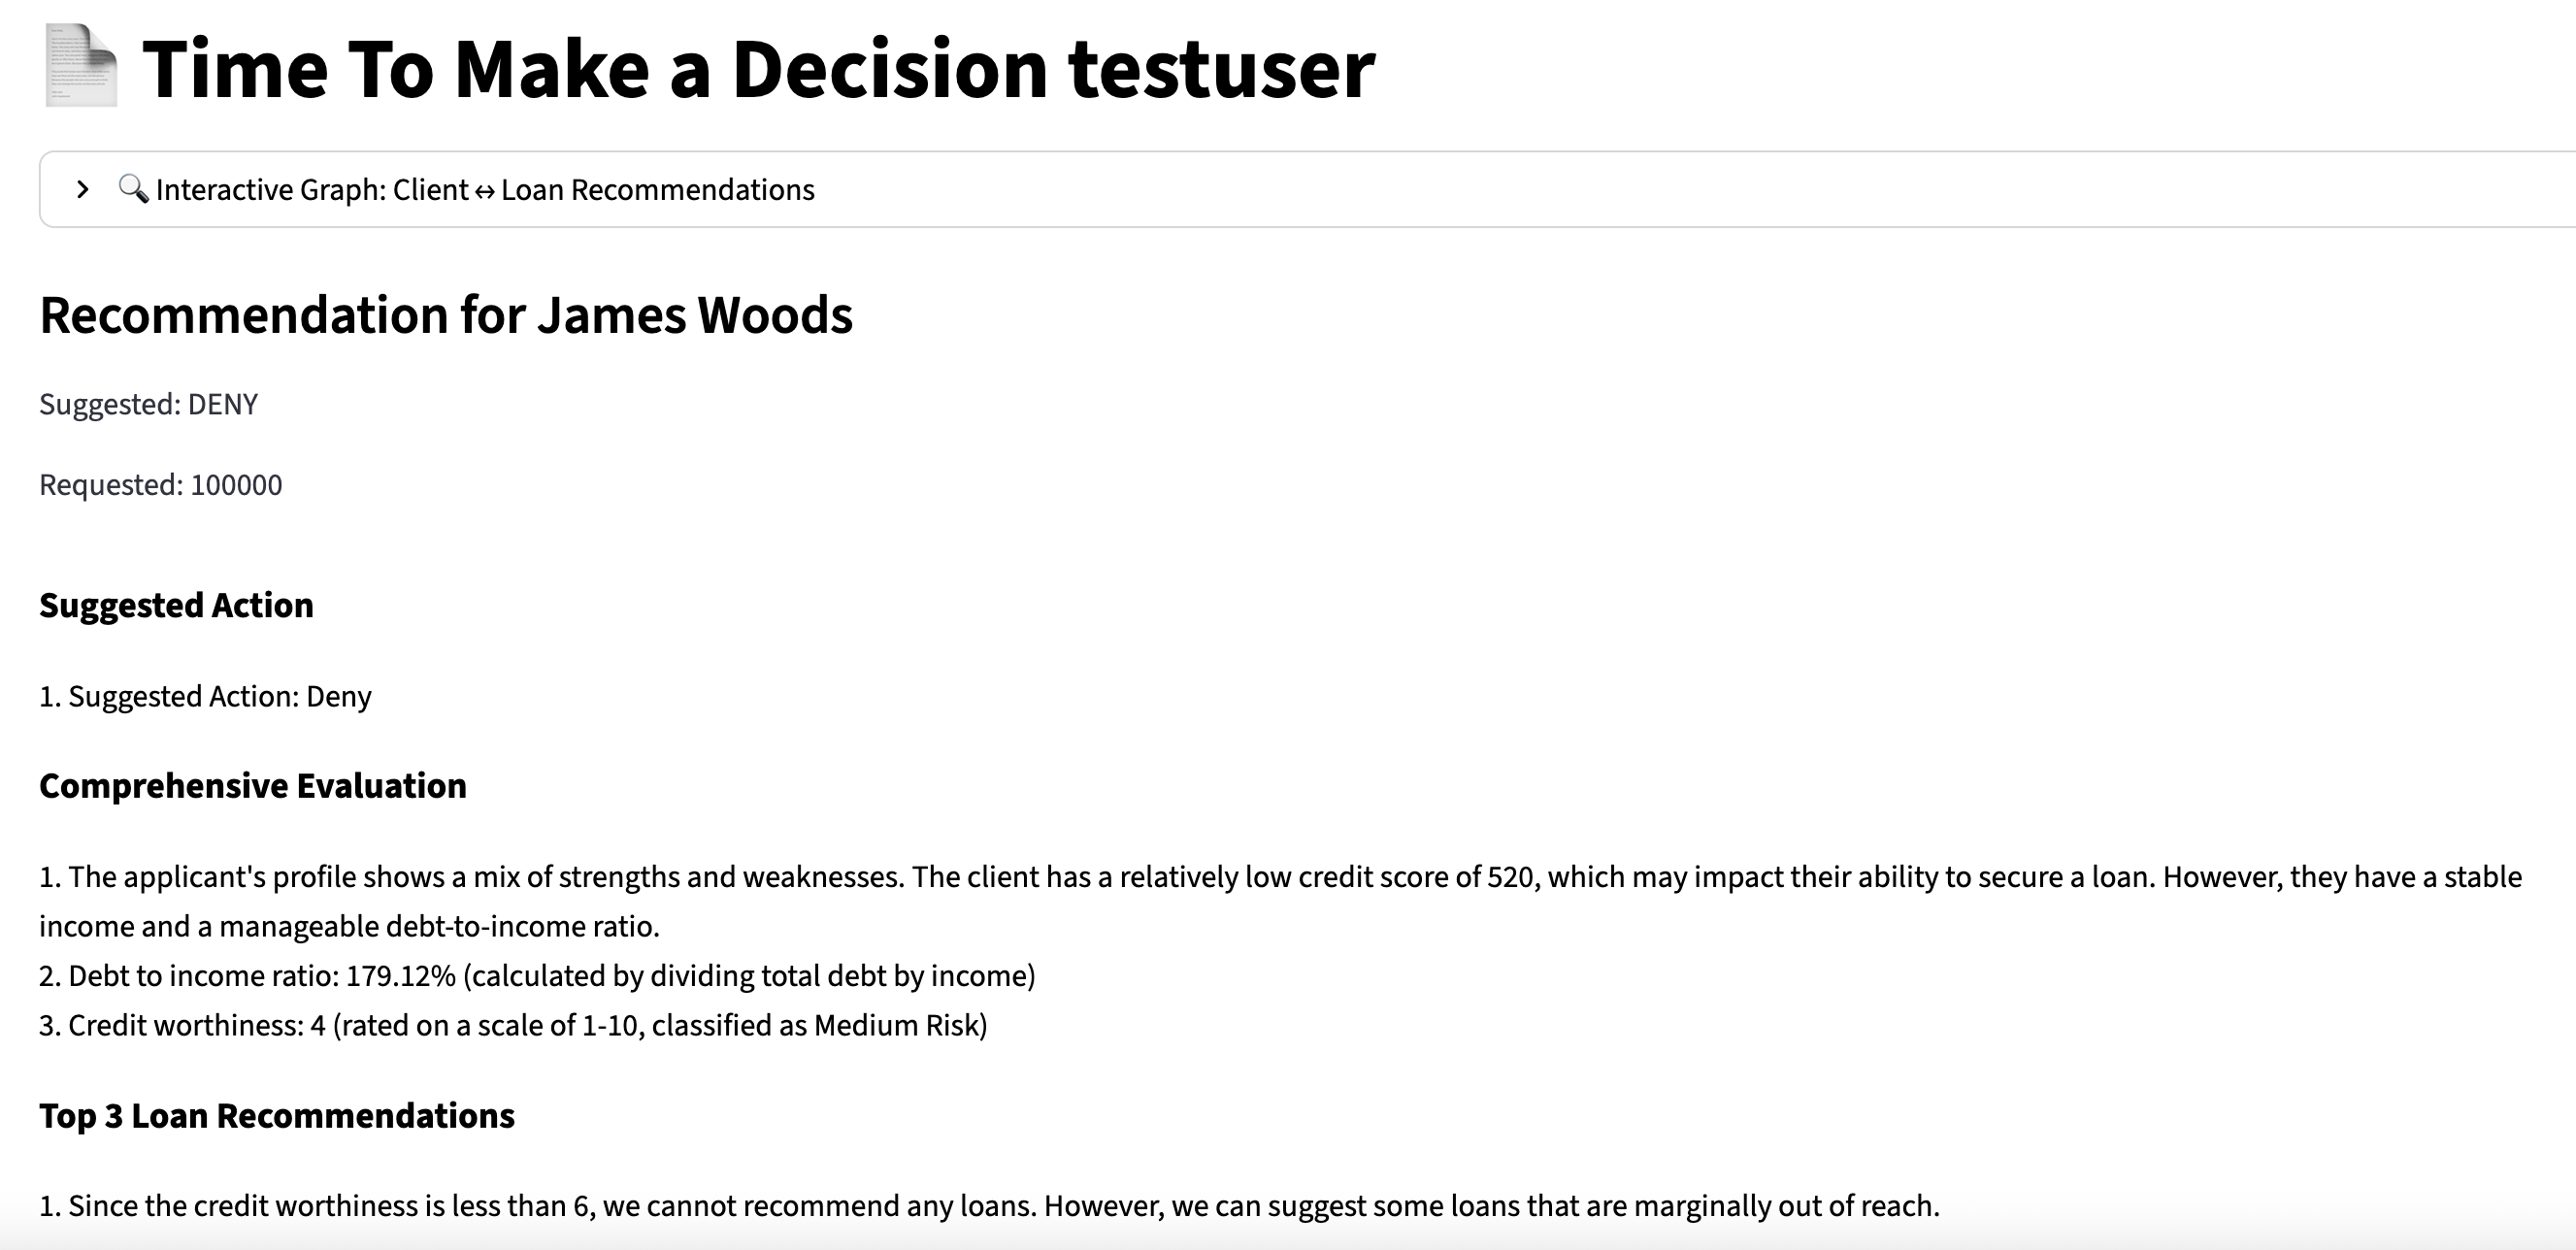 Time To Make a Decision testuser
Interactive Graph: Client ↔ Loan Recommendations
Recommendation for James Woods
Suggested: DENY
Requested: 100000
Suggested Action
1. Suggested Action: Deny
Comprehensive Evaluation
1. The applicant's profile shows a mix of strengths and weaknesses. The client has a relatively low credit score of 520, which may impact their ability to secure a loan. However, they have a stable
income and a manageable debt-to-income ratio.
2. Debt to income ratio: 179.12% (calculated by dividing total debt by income)
3. Credit worthiness: 4 (rated on a scale of 1-10, classified as Medium Risk)
Top 3 Loan Recommendations
1. Since the credit worthiness is less than 6, we cannot recommend any loans. However, we can suggest some loans that are marginally out of reach.